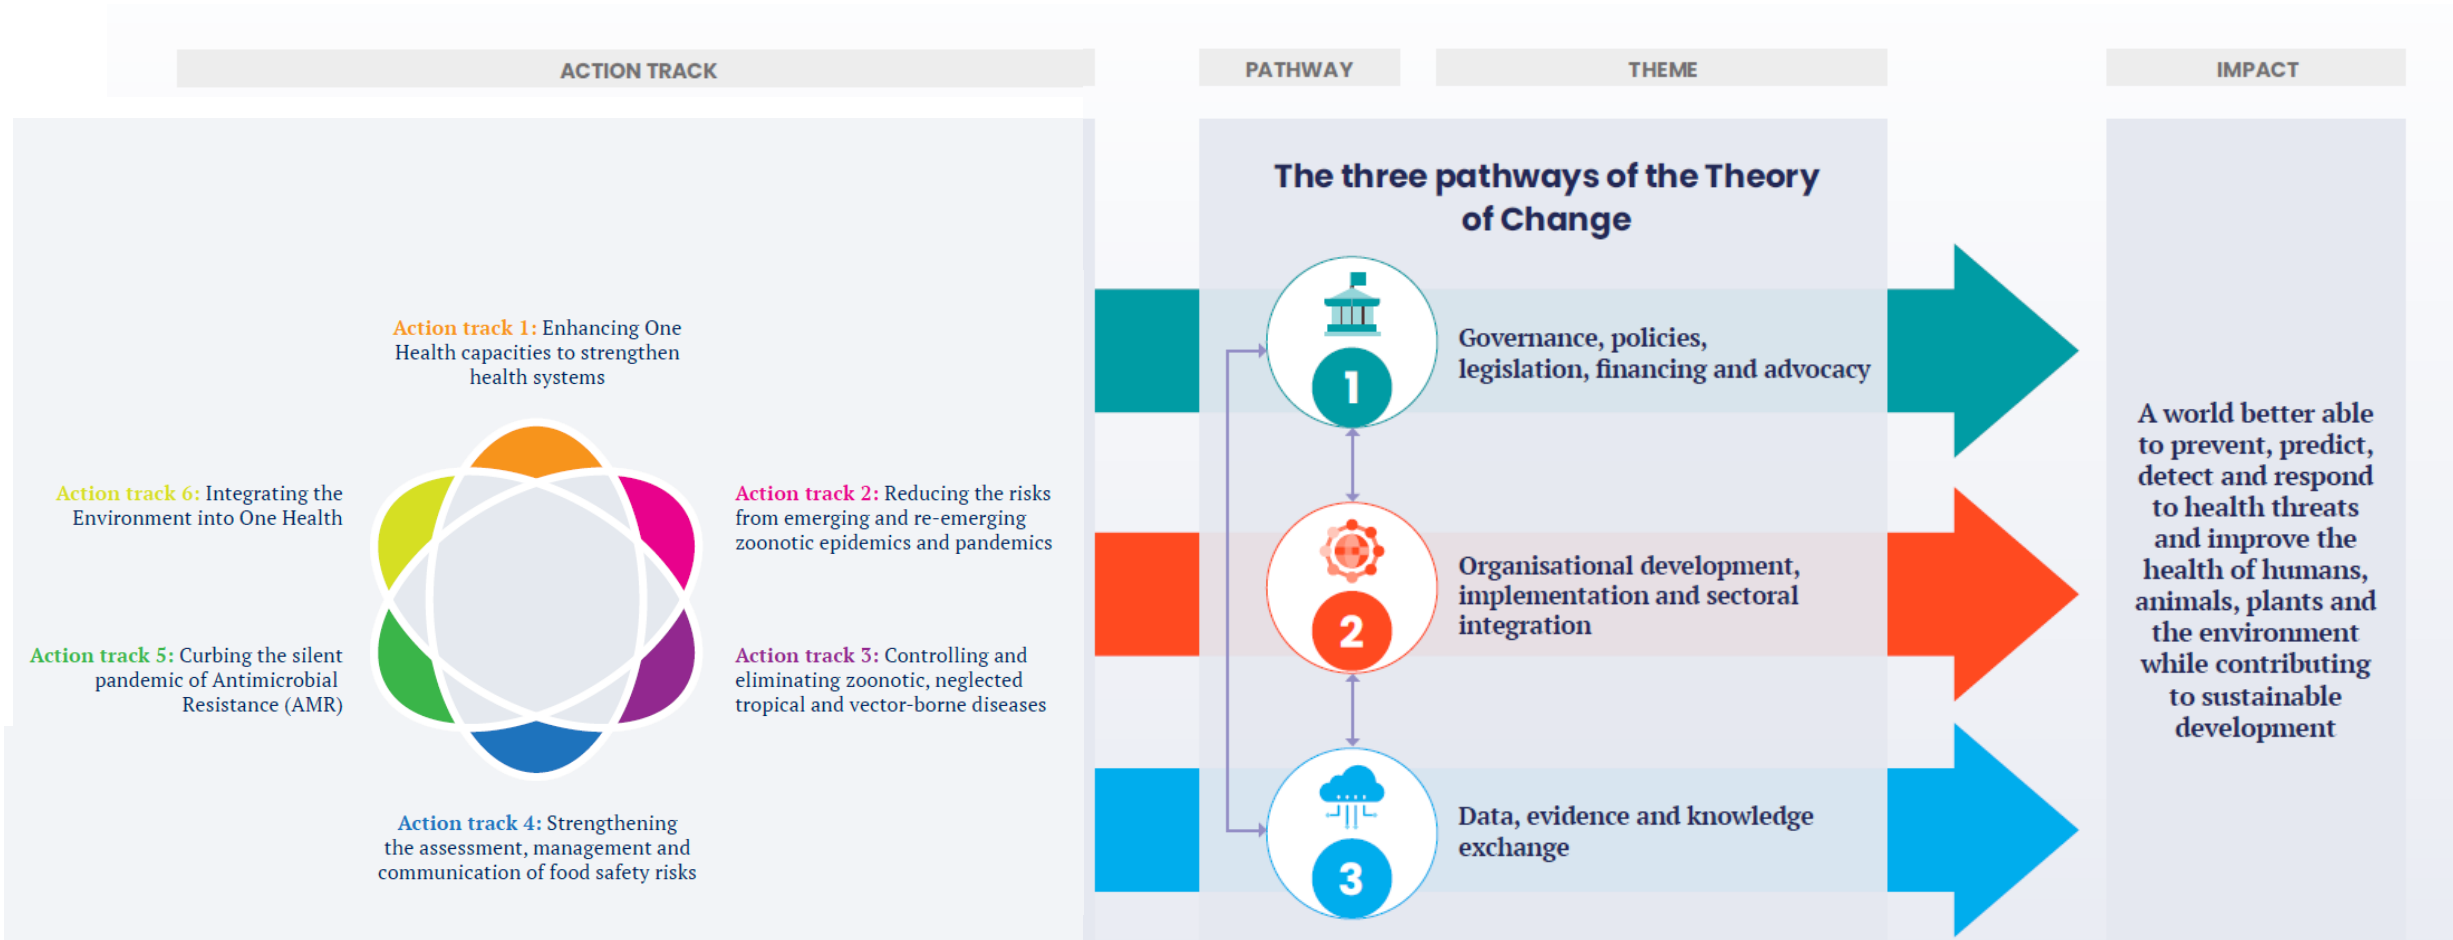 ACTION TRACK
PATHWAY
THEME
IMPACT
Action track 1: Enhancing One
Health capacities to strengthen
health systems
Action track 6: Integrating the
Environment into One Health
Action track 2: Reducing the risks
from emerging and re-emerging
zoonotic epidemics and pandemics
Action track 5: Curbing the silent
pandemic of Antimicrobial
Resistance (AMR)
Action track 3: Controlling and
eliminating zoonotic, neglected
tropical and vector-borne diseases
Action track 4: Strengthening
the assessment, management and
communication of food safety risks
The three pathways of the Theory
of Change
1
Governance, policies,
legislation, financing and advocacy
2
Organisational development,
implementation and sectoral
integration
3
Data, evidence and knowledge
exchange
A world better able
to prevent, predict,
detect and respond
to health threats
and improve the
health of humans,
animals, plants and
the environment
while contributing
to sustainable
development